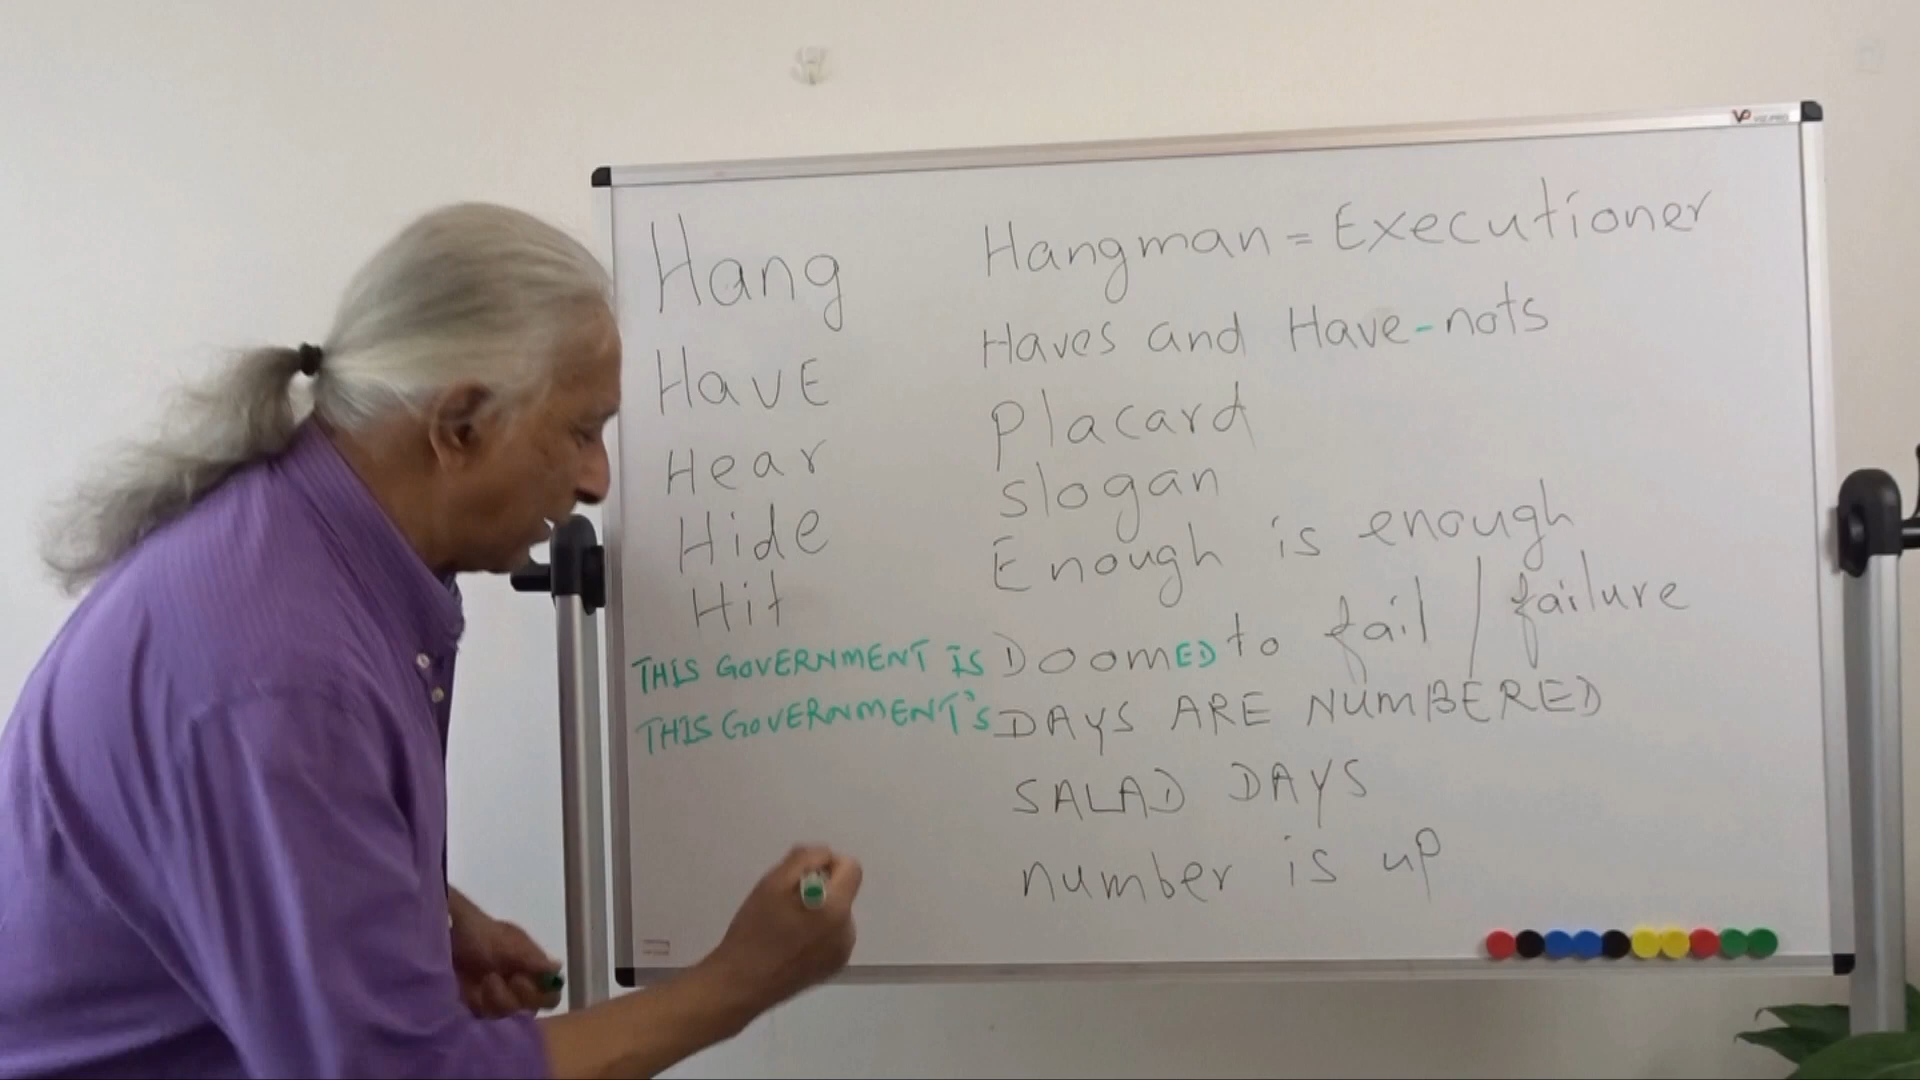 Hang Hangman = Executioner
HavE Haves and Have-nots
Hear Placard
Hide slogan
Hit Enough is enough
THIS GOVERNMENT IS DoomED to fail / failure
THIS GOVERNMENT'S DAYS ARE NUMBERED
SALAD DAYS
number is up